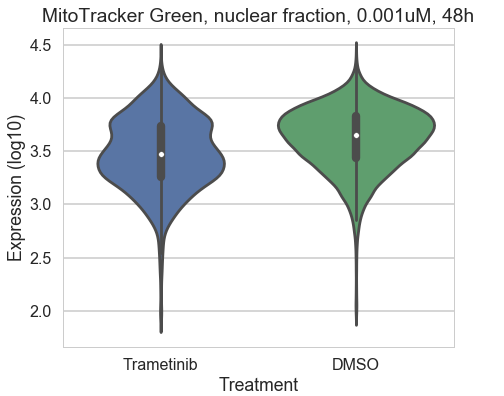 MitoTracker Green, nuclear fraction, 0.001uM, 48h
4.5
4.0
3.5
3.0
2.5
2.0
Expression (log10)
Trametinib DMSO
Treatment